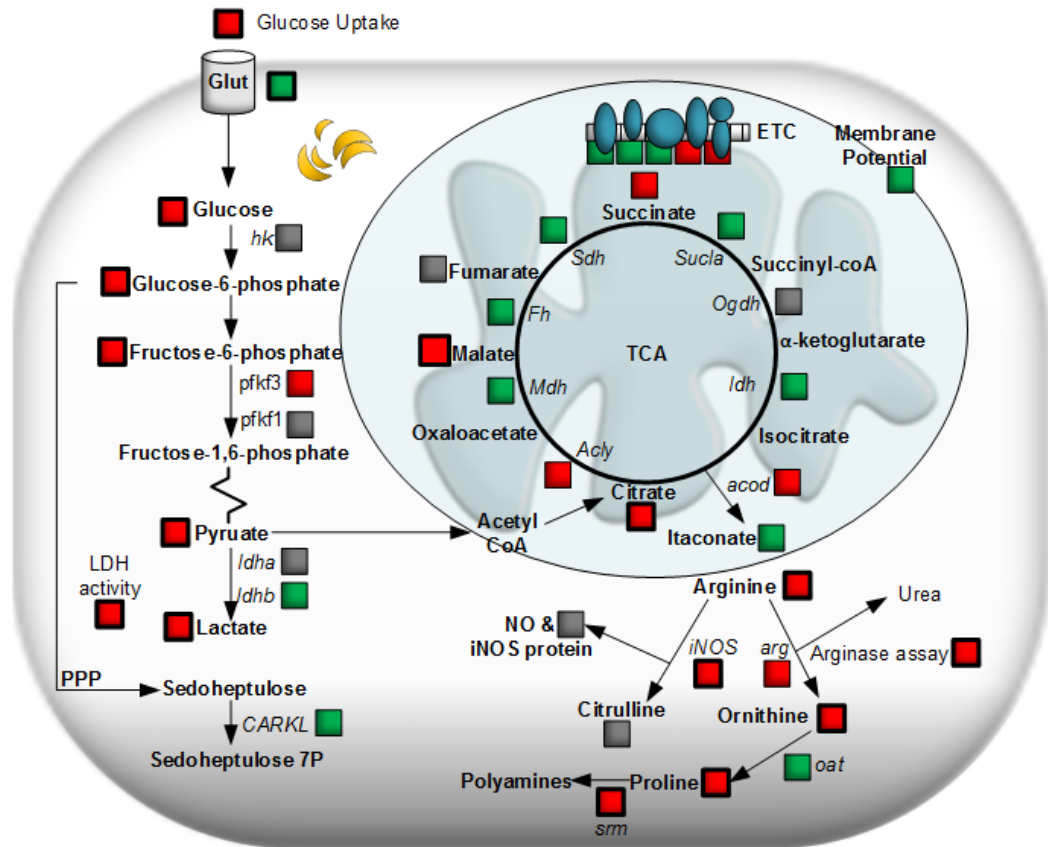 Glucose Uptake
Glut
ETC
Membrane
Potential
Succinate
Glucose
hk
Sdh
Sucla
Fumarate
Succinyl-coA
Glucose-6-phosphate
Fh
Ogdh
Fructose-6-phosphate
Malate
TCA
α-ketoglutarate
pfkf3
Mdh
Idh
pfkf1
Oxaloacetate
Isocitrate
Fructose-1,6-phosphate
Acly
acod
Citrate
Acetyl
CoA
Pyruate
Itaconate
ldha
LDH
activity
ldhb
Arginine
Urea
Lactate
NO &
iNOS protein
iNOS
arg
Arginase assay
PPP
Sedoheptulose
Citrulline
Ornithine
CARKL
Sedoheptulose 7P
oat
Polyamines
Proline
srm